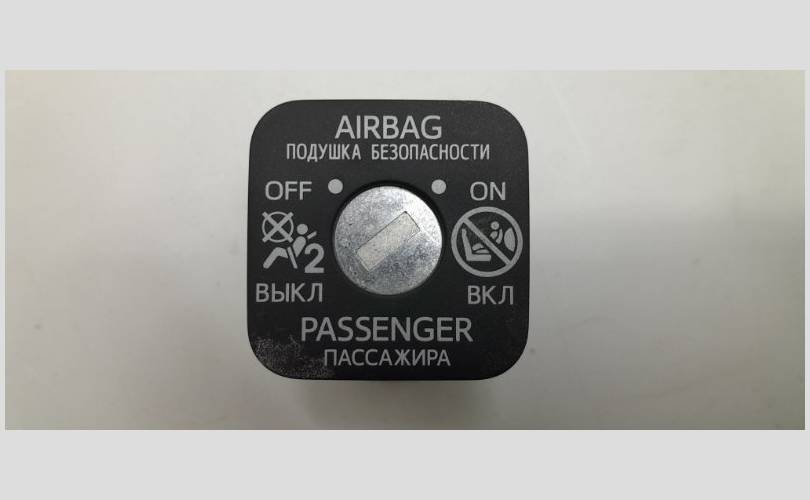 AIRBAG
ПОДУШКА БЕЗОПАСНОСТИ
OFF ON
2
ВЫКЛ ВКЛ
PASSENGER
ПАССАЖИРА